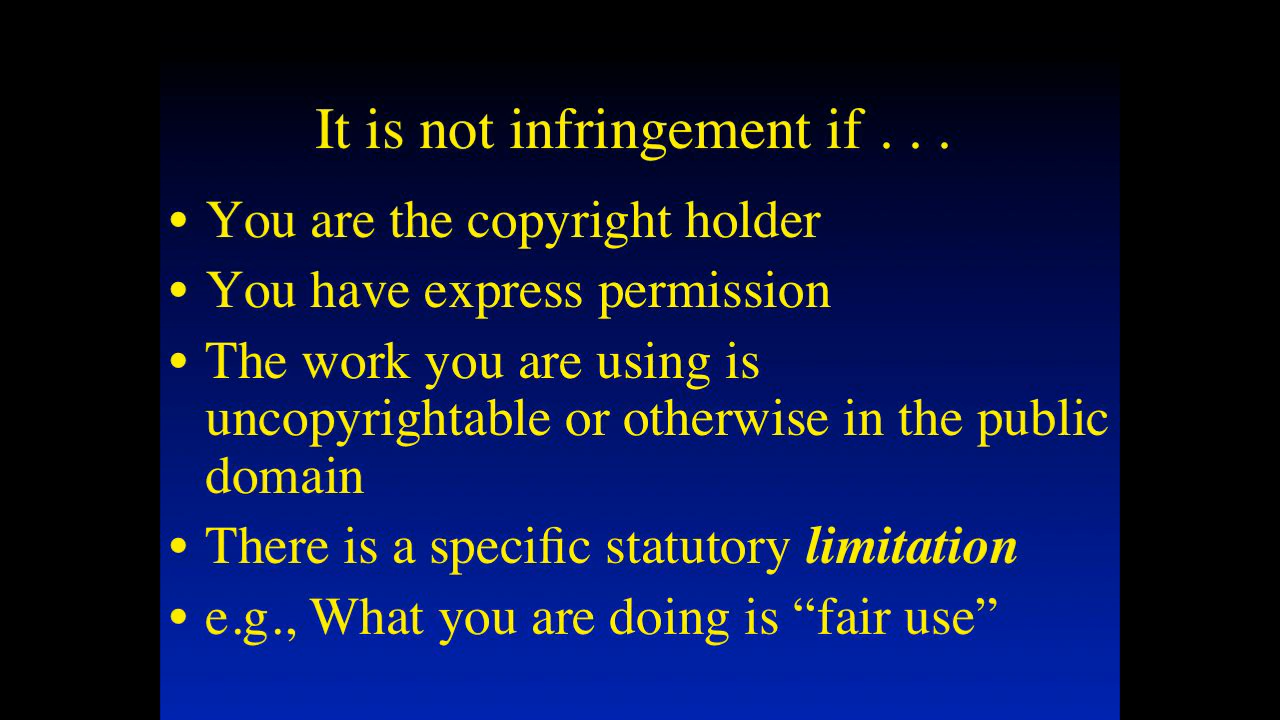 It is not infringement if . . .
• You are the copyright holder
• You have express permission
• The work you are using is
uncopyrightable or otherwise in the public
domain
• There is a specific statutory limitation
• e.g., What you are doing is “fair use”